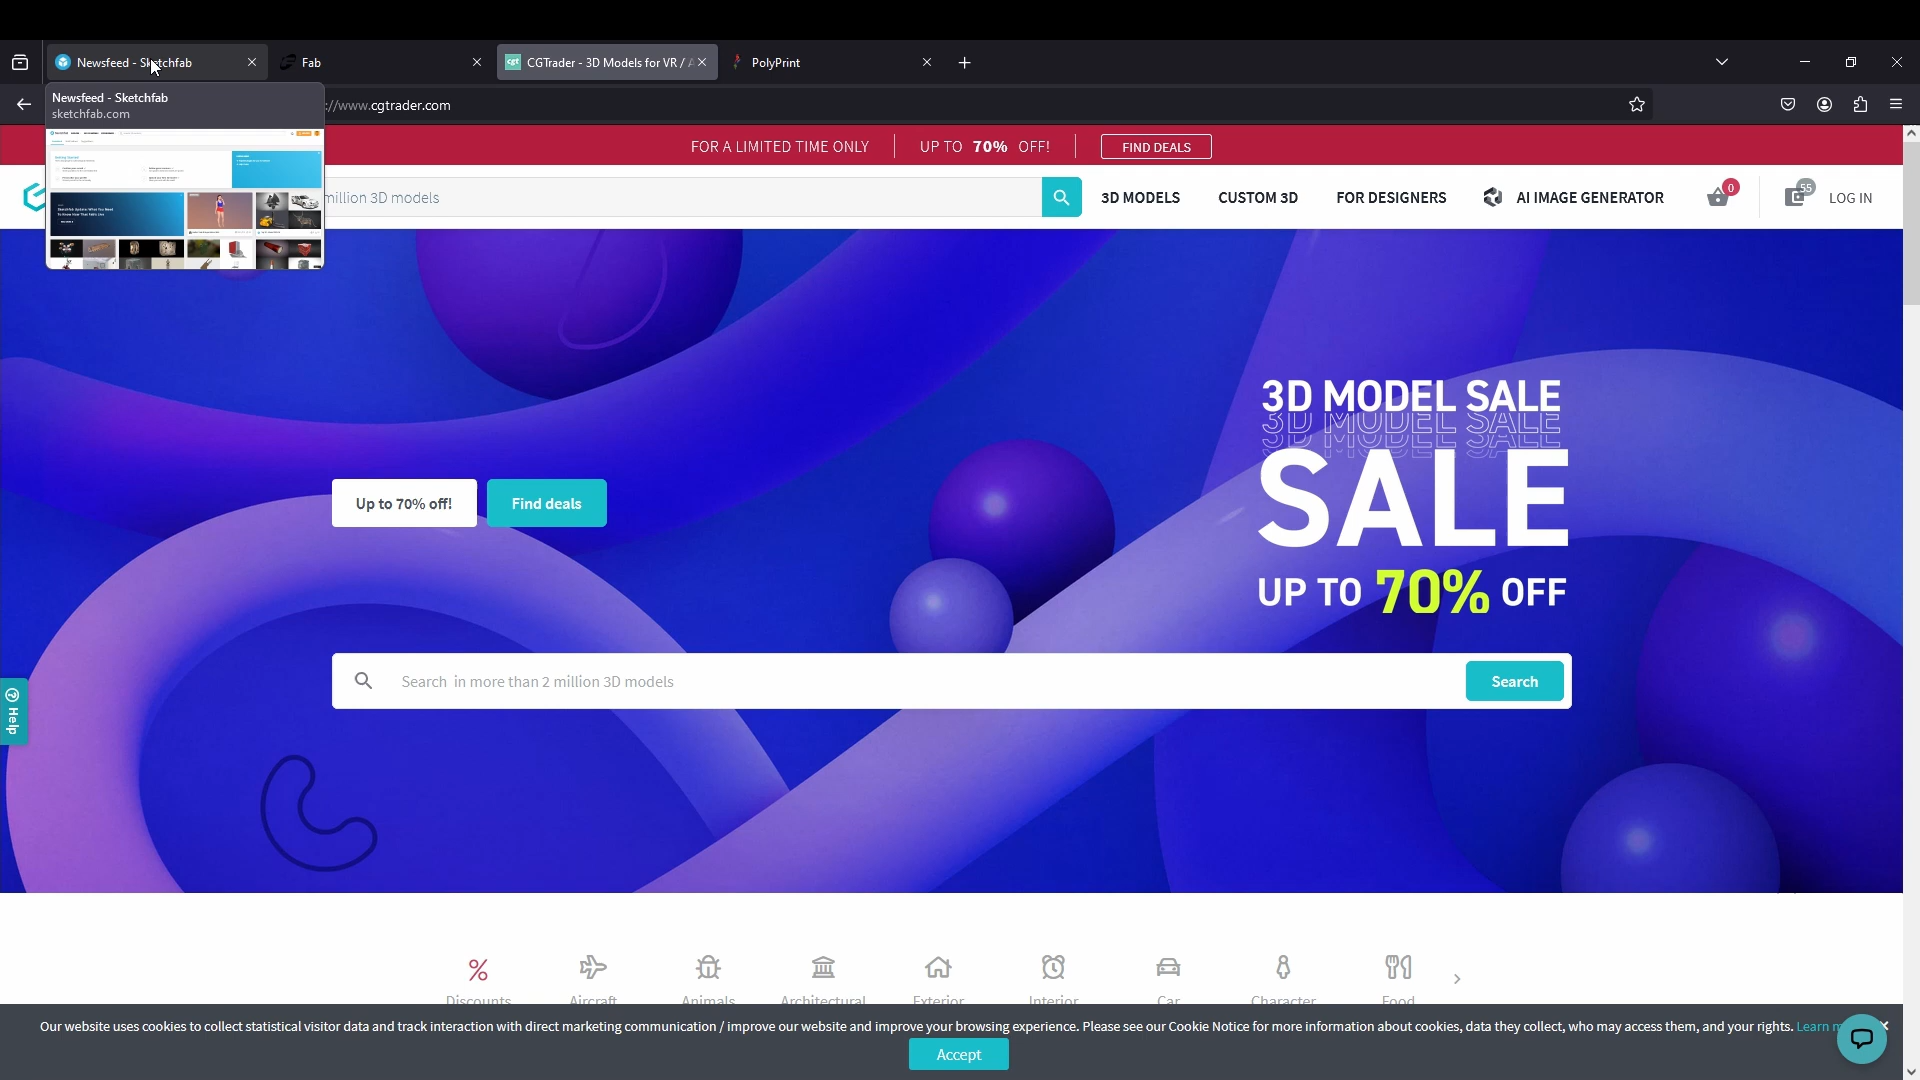 Newsfeed - Sketchfab
Fab
CGTrader - 3D Models for VR / A
PolyPrint
Newsfeed - Sketchfab
sketchfab.com
://www.cgtrader.com
FOR A LIMITED TIME ONLY
UP TO 70% OFF!
FIND DEALS
million 3D models
3D MODELS
CUSTOM 3D
FOR DESIGNERS
AI IMAGE GENERATOR
0
55
LOG IN
3D MODEL SALE
3D MODEL SALE
3D MODEL SALE
SALE
UP TO 70% OFF
Up to 70% off!
Find deals
Search in more than 2 million 3D models
Search
Help
Discounts
Aircraft
Animals
Architectural
Exterior
Interior
Car
Character
Food
Our website uses cookies to collect statistical visitor data and track interaction with direct marketing communication / improve our website and improve your browsing experience. Please see our Cookie Notice for more information about cookies, data they collect, who may access them, and your rights. Learn
Accept